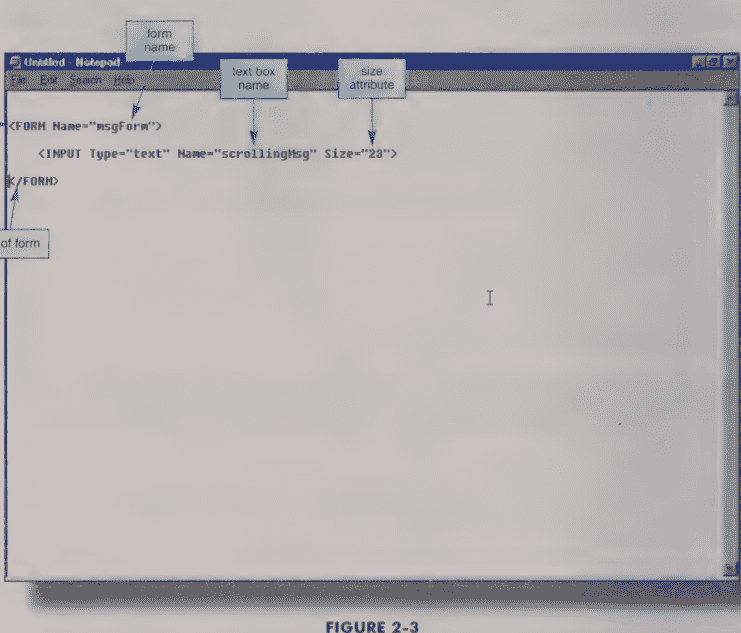 form
name
Untitled - Notepad
File Edit Search Help
text box
name
size
attribute
<FORM Name="msgForm">
<INPUT Type="text" Name="scrollingMsg" Size="23">
</FORM>
of form
FIGURE 2-3